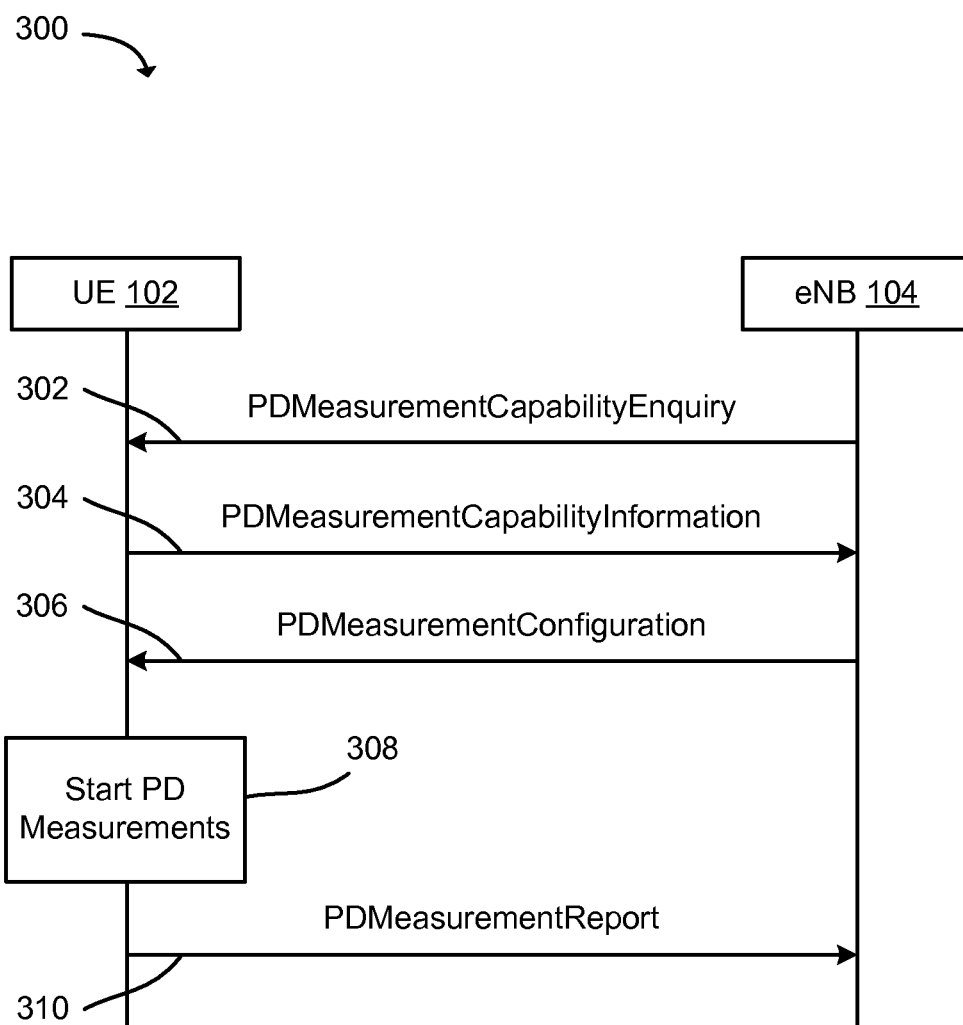 300
UE 102
eNB 104
302
PDMeasurementCapabilityEnquiry
304
PDMeasurementCapabilityInformation
306
PDMeasurementConfiguration
308
Start PD
Measurements
PDMeasurementReport
310